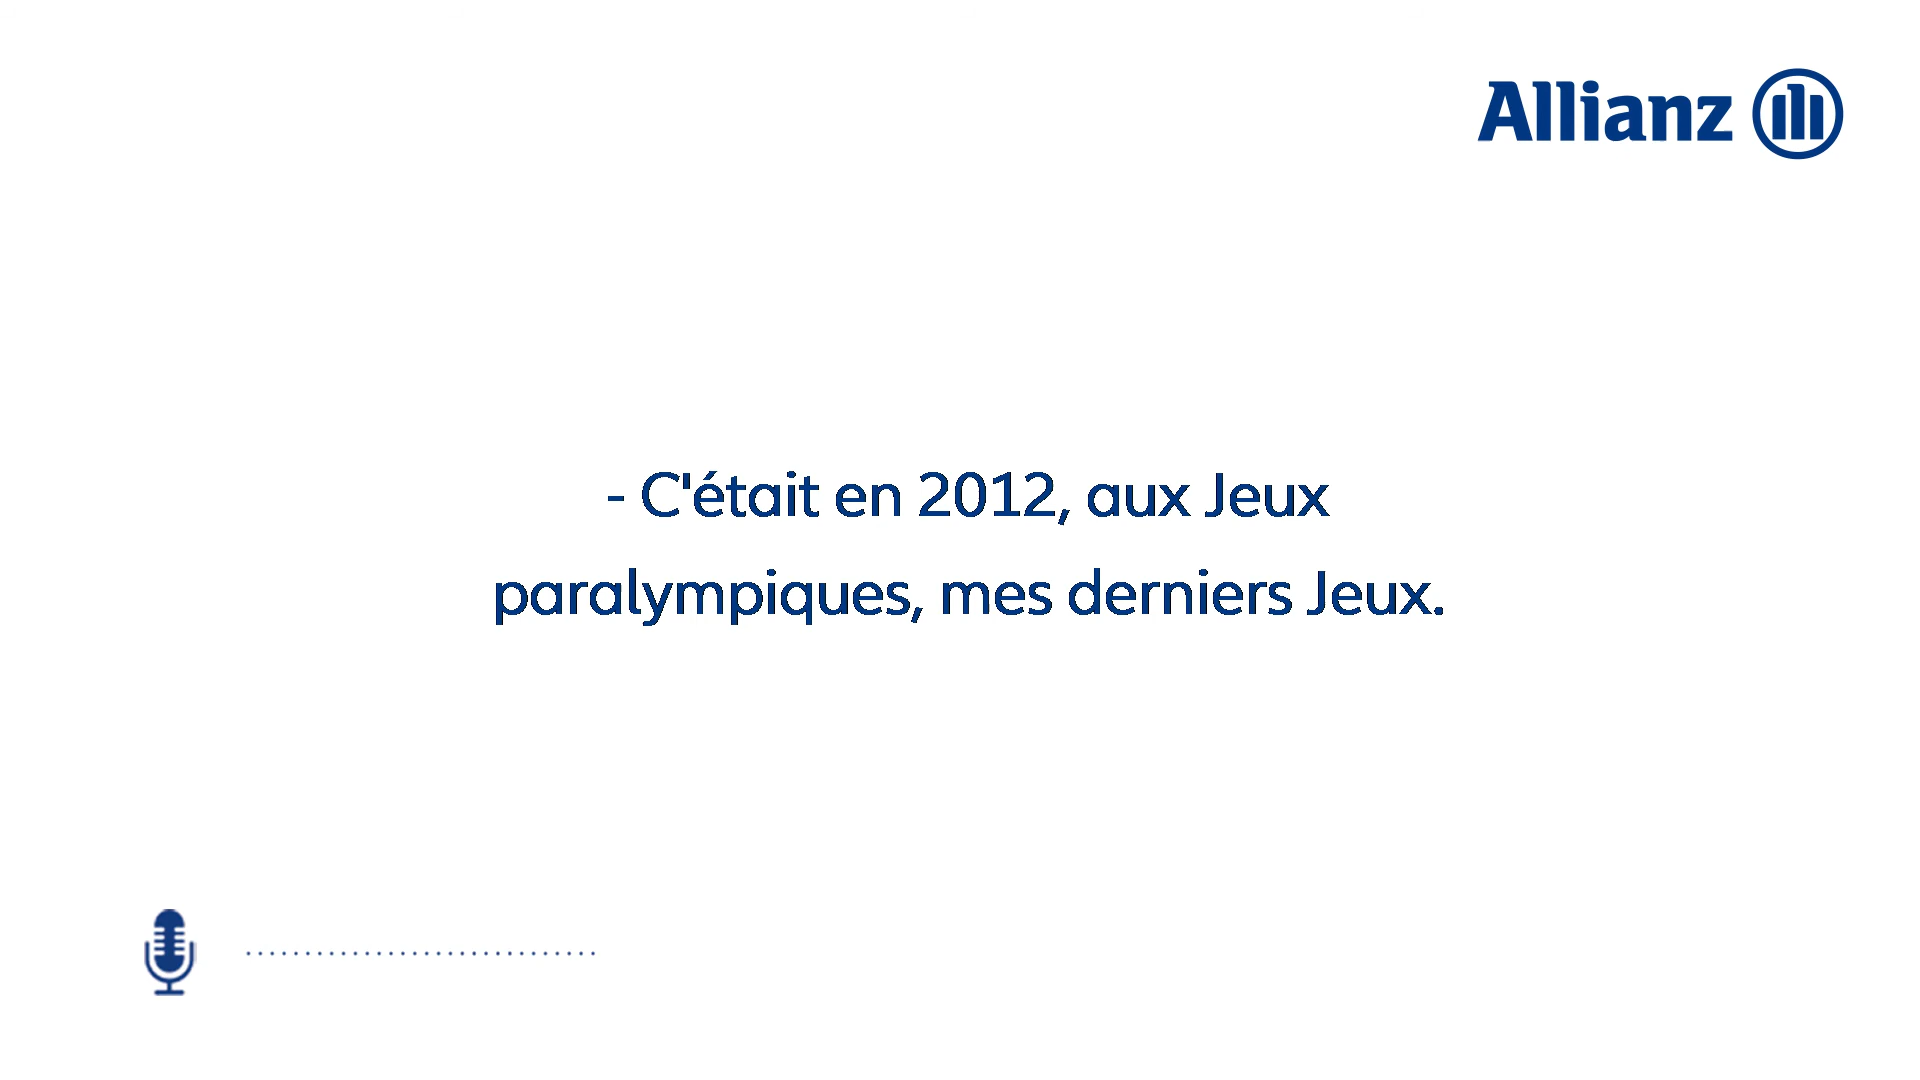 Allianz
- C'était en 2012, aux Jeux
paralympiques, mes derniers Jeux.